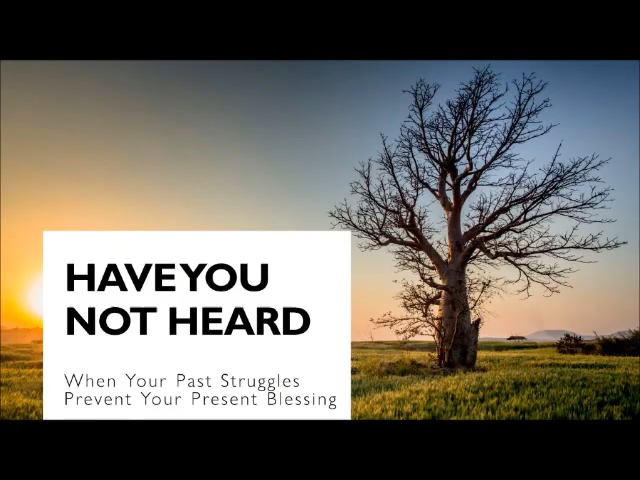 HAVE YOU
NOT HEARD
When Your Past Struggles
Prevent Your Present Blessing